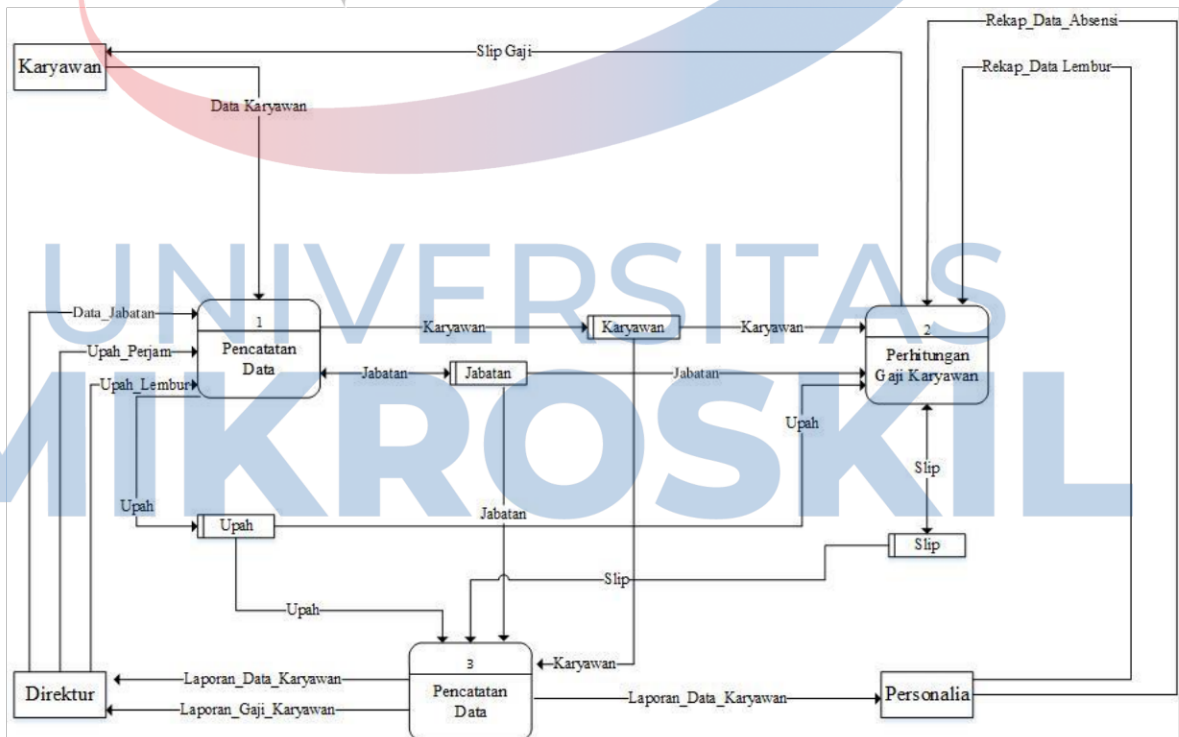 Rekap_Data_Absensi
Slip Gaji
Karyawan
Rekap_Data Lembur
Data Karyawan
UNIVERSITAS
Data_Jabatan
1
Pencatatan
Data
Karyawan
Karyawan
Karyawan
2
Perhitungan
Gaji Karyawan
Upah_Perjam
Jabatan
Jabatan
Jabatan
Upah_Lembur
MIKROSKIL
Upah
Slip
Upah
Upah
Jabatan
Slip
Slip
Upah
3
Pencatatan
Data
Karyawan
Direktur
Laporan_Data_Karyawan
Laporan_Gaji_Karyawan
Laporan_Data_Karyawan
Personalia